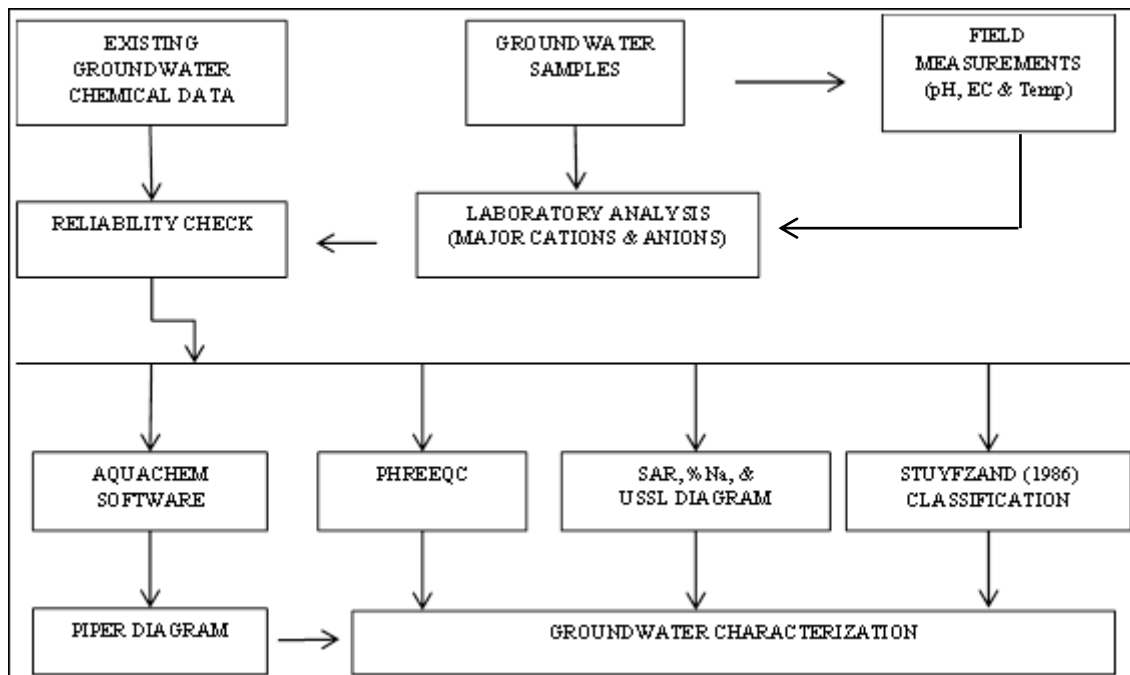 EXISTING
GROUNDWATER
CHEMICAL DATA
GROUNDWATER
SAMPLES
FIELD
MEASUREMENTS
(pH, EC & Temp)
RELIABILITY CHECK
LABORATORY ANALYSIS
(MAJOR CATIONS & ANIONS)
AQUACHEM
SOFTWARE
PHREEQC
SAR, %Na, &
USSL DIAGRAM
STUYFZAND (1986)
CLASSIFICATION
PIPER DIAGRAM
GROUNDWATER CHARACTERIZATION